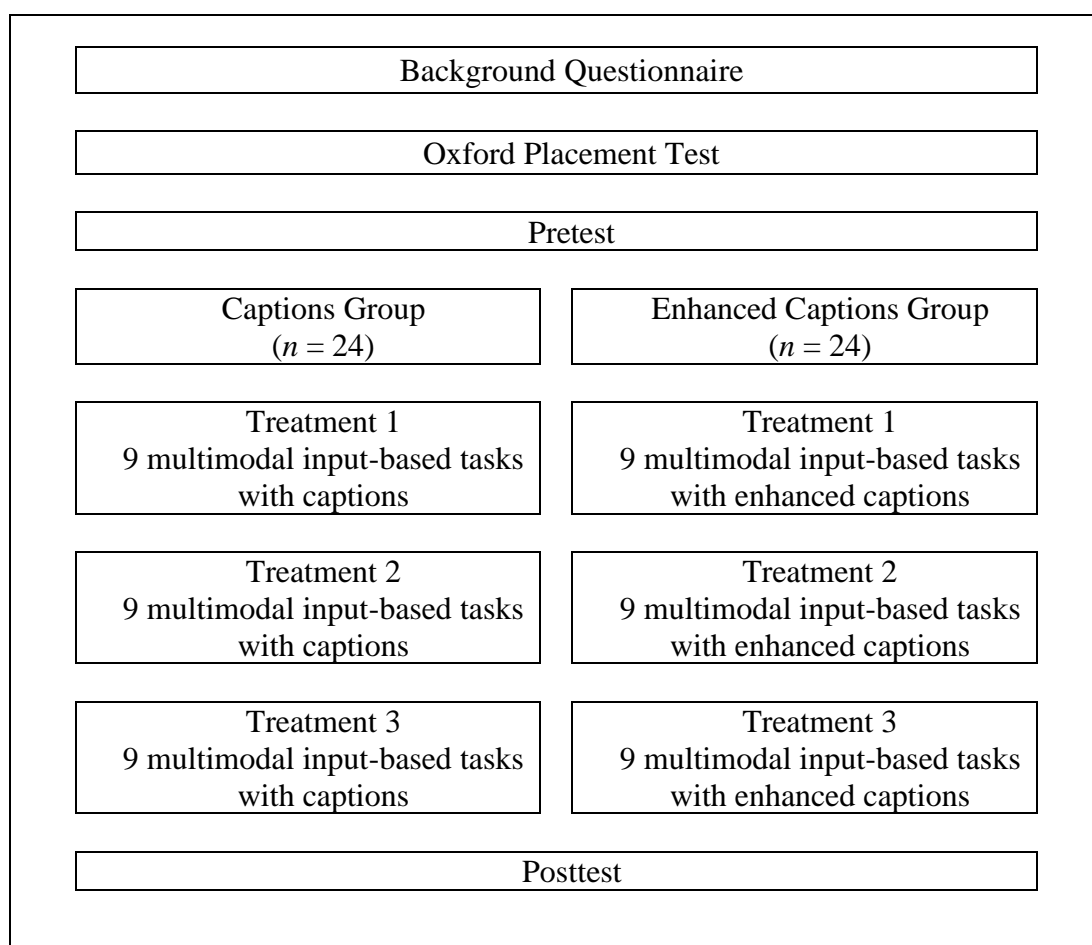 Background Questionnaire
Oxford Placement Test
Pretest
Captions Group
(n = 24)
Enhanced Captions Group
(n = 24)
Treatment 1
9 multimodal input-based tasks
with captions
Treatment 1
9 multimodal input-based tasks
with enhanced captions
Treatment 2
9 multimodal input-based tasks
with captions
Treatment 2
9 multimodal input-based tasks
with enhanced captions
Treatment 3
9 multimodal input-based tasks
with captions
Treatment 3
9 multimodal input-based tasks
with enhanced captions
Posttest